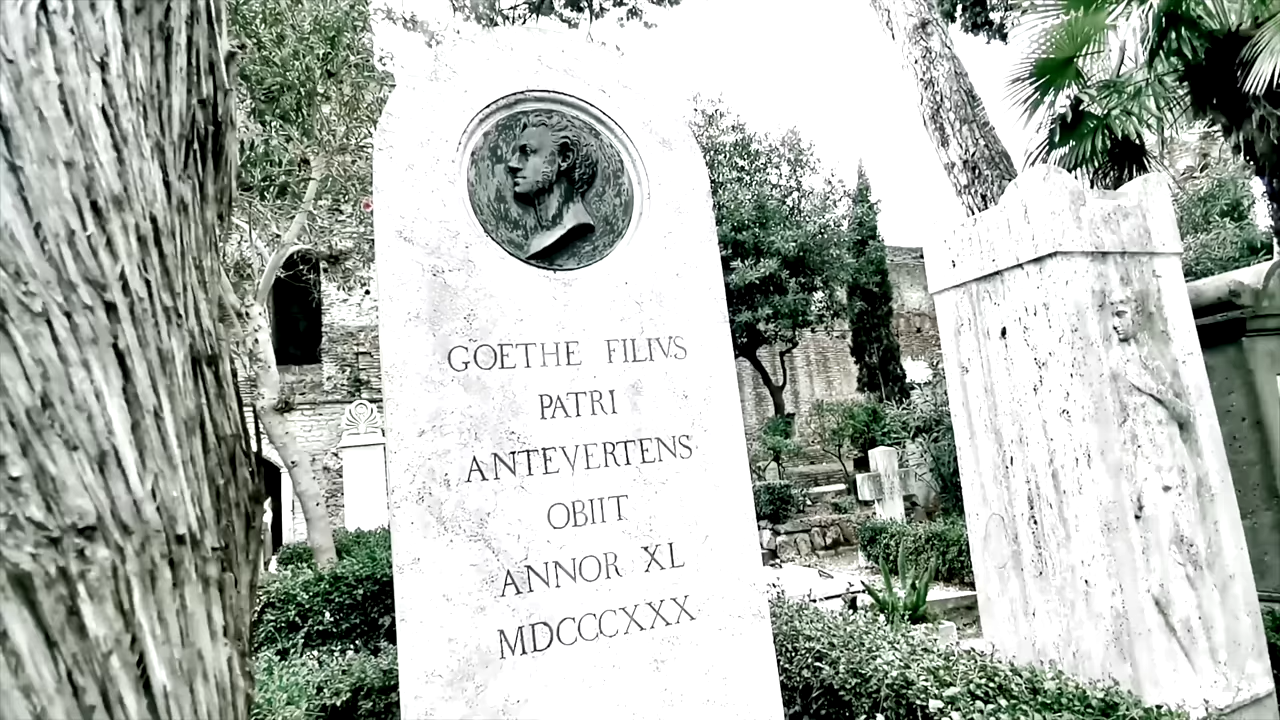 GOETHE FILIVS
PATRI
ANTEVERTENS
OBIIT
ANNOR XL
MDCCCXXX